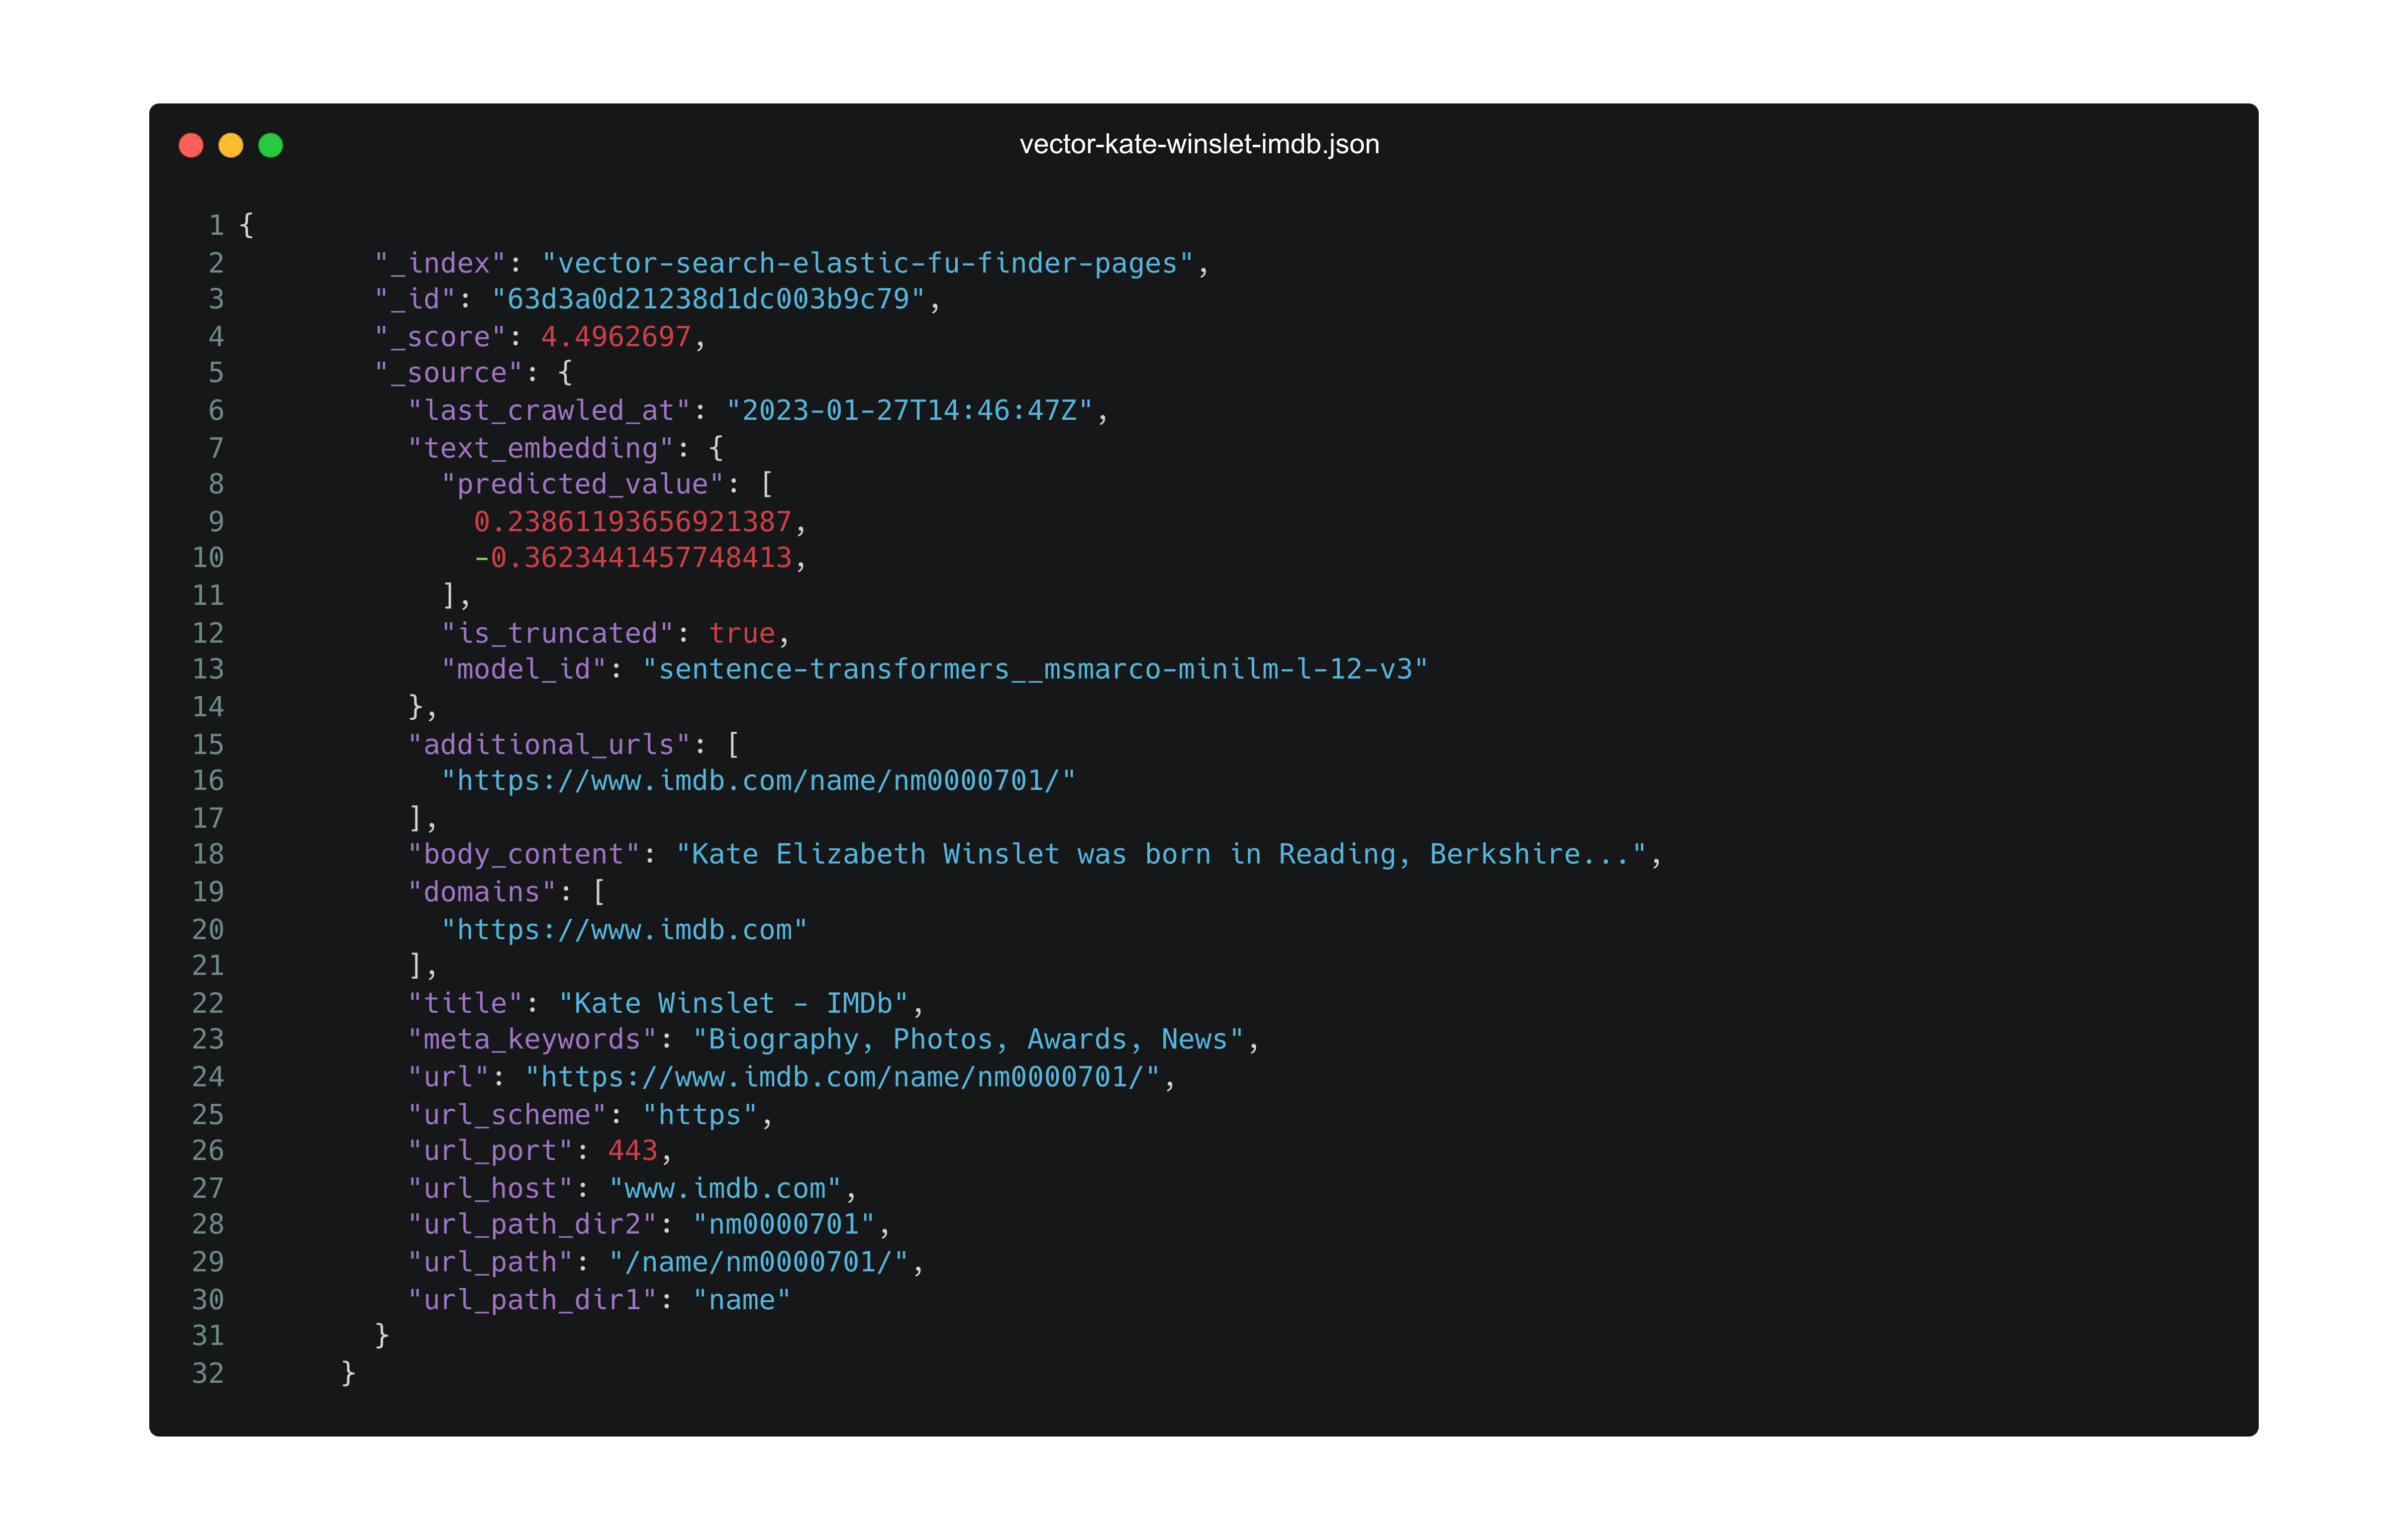 vector-kate-winslet-imdb.json
1 {
2 "_index": "vector-search-elastic-fu-finder-pages",
3 "_id": "63d3a0d21238d1dc003b9c79",
4 "_score": 4.4962697,
5 "_source": {
6 "last_crawled_at": "2023-01-27T14:46:47Z",
7 "text_embedding": {
8 "predicted_value": [
9 0.23861193656921387,
10 -0.3623441457748413,
11 ],
12 "is_truncated": true,
13 "model_id": "sentence-transformers__msmarco-minilm-l-12-v3"
14 },
15 "additional_urls": [
16 "https://www.imdb.com/name/nm0000701/"
17 ],
18 "body_content": "Kate Elizabeth Winslet was born in Reading, Berkshire...",
19 "domains": [
20 "https://www.imdb.com"
21 ],
22 "title": "Kate Winslet - IMDb",
23 "meta_keywords": "Biography, Photos, Awards, News",
24 "url": "https://www.imdb.com/name/nm0000701/",
25 "url_scheme": "https",
26 "url_port": 443,
27 "url_host": "www.imdb.com",
28 "url_path_dir2": "nm0000701",
29 "url_path": "/name/nm0000701/",
30 "url_path_dir1": "name"
31 }
32 }